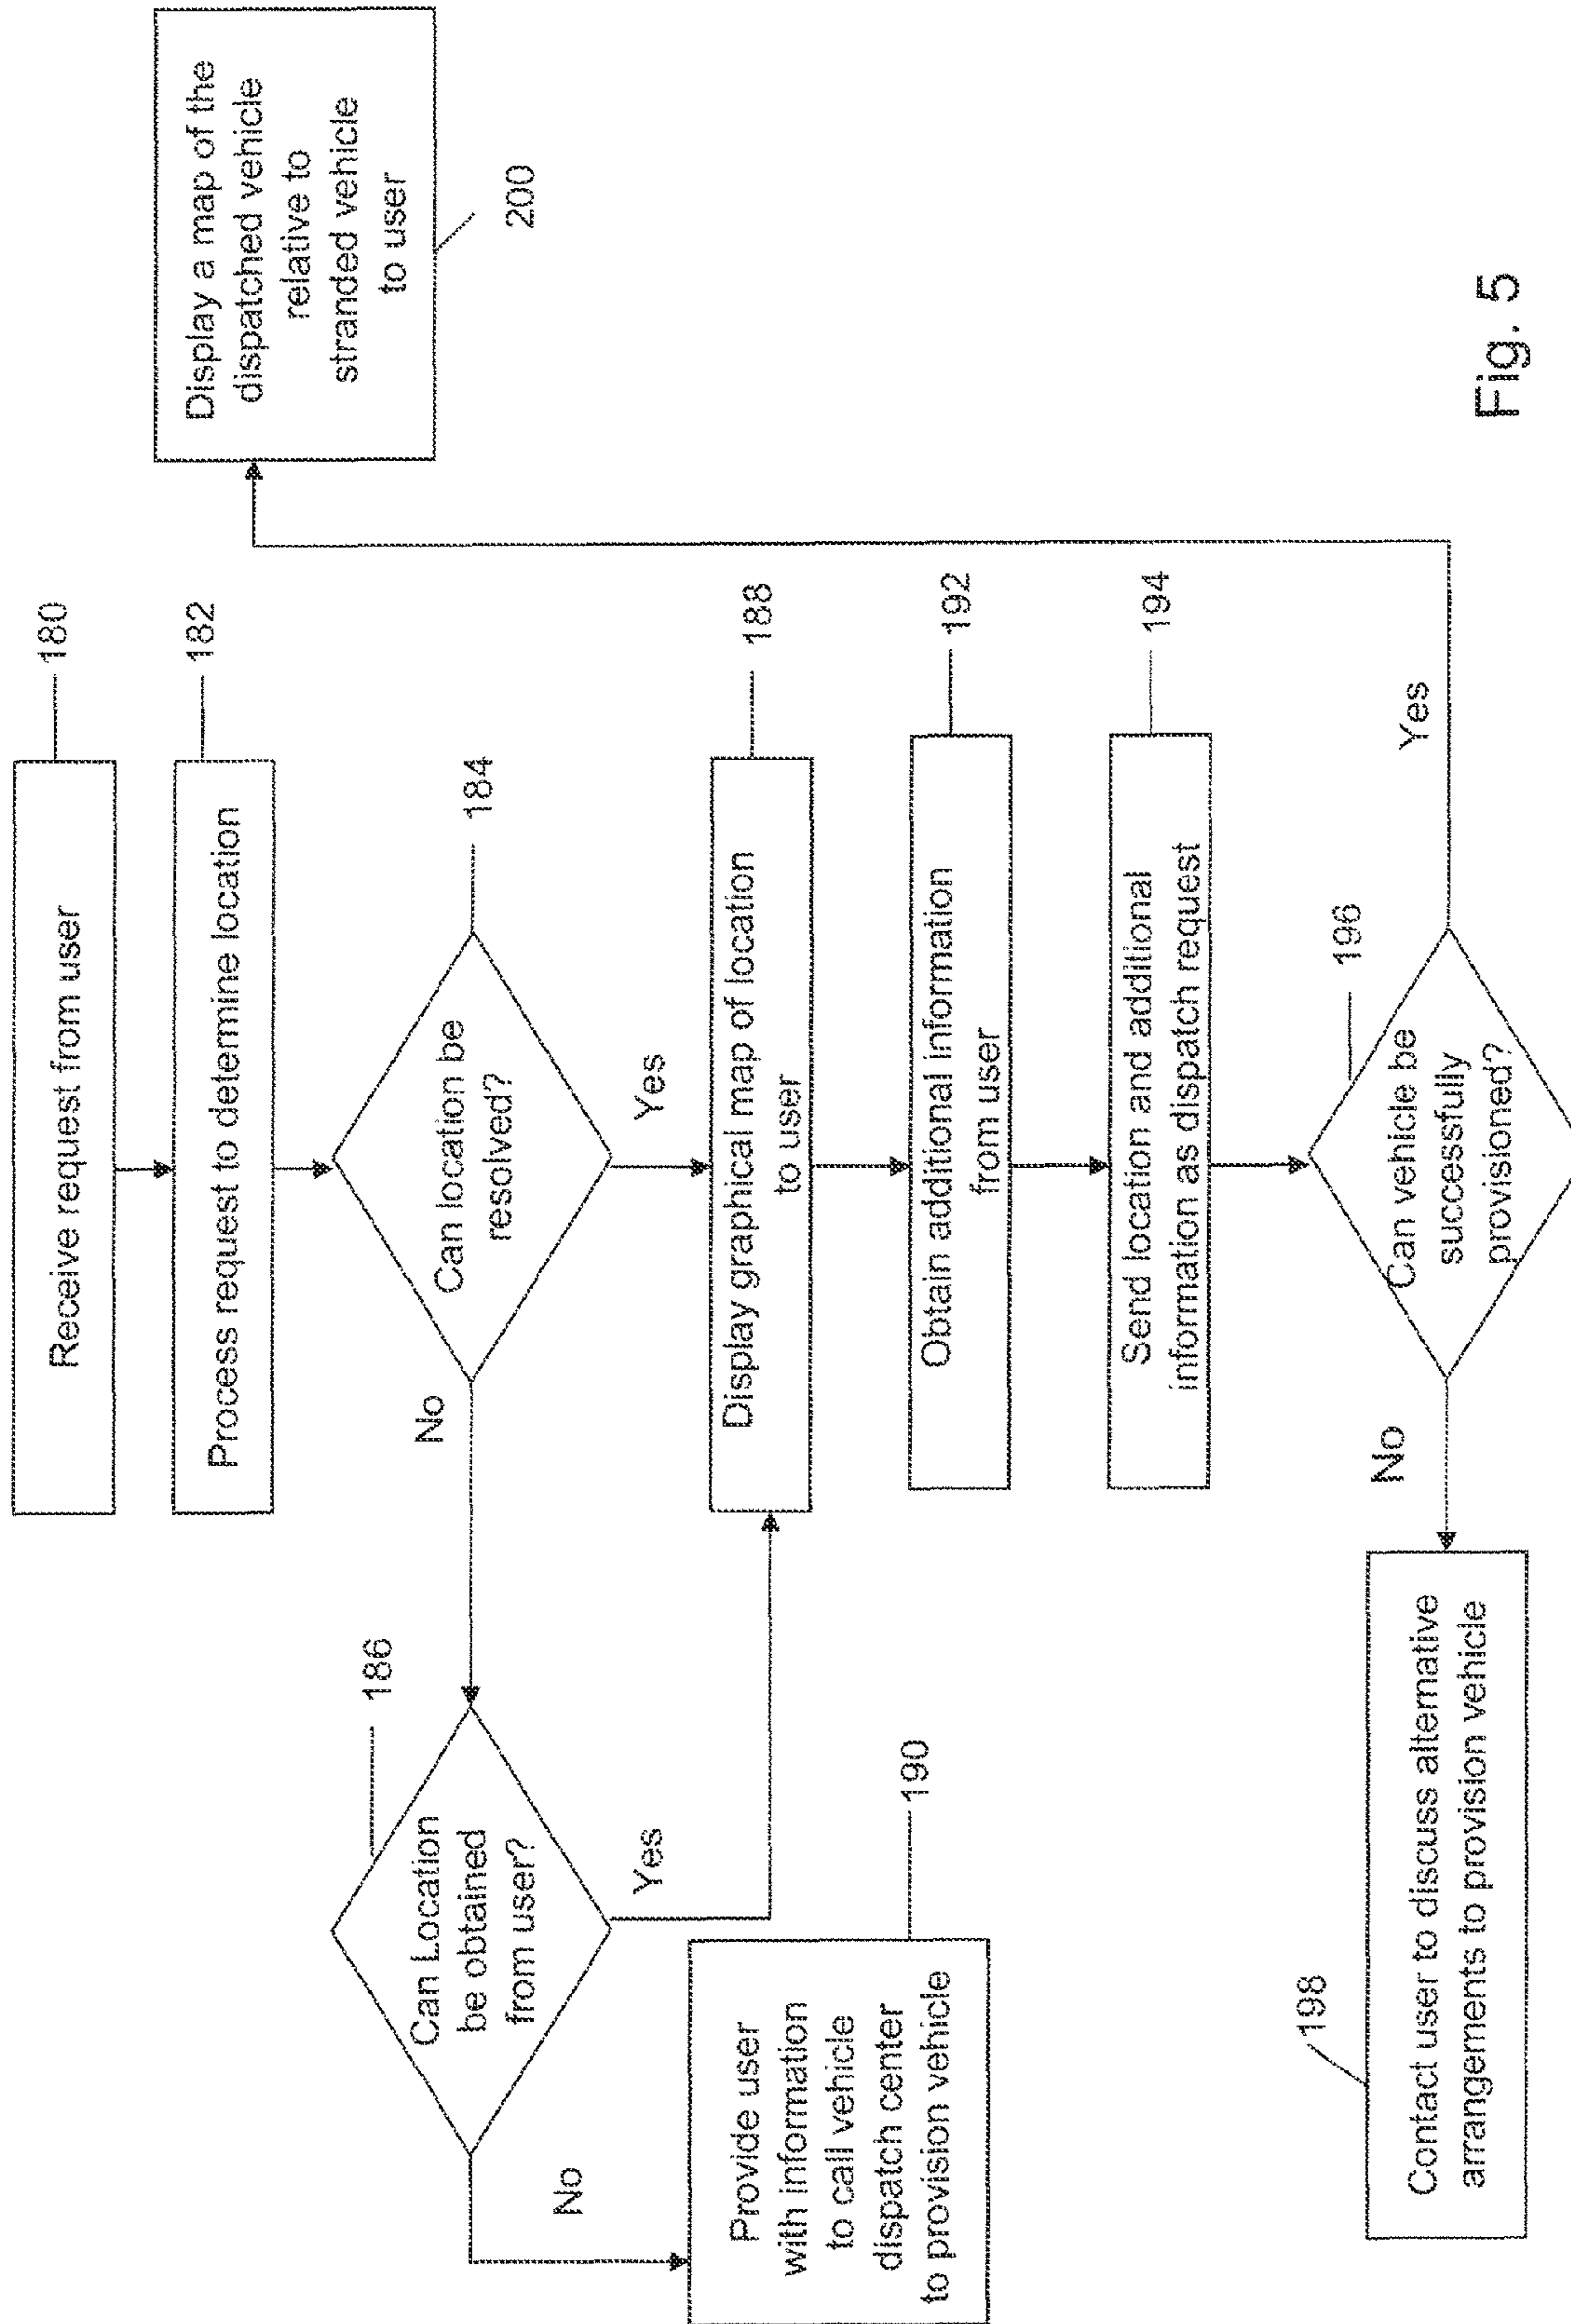 Receive request from user
180
Process request to determine location
182
Can location be
resolved?
184
No
Yes
Can Location
be obtained
from user?
186
Yes
No
Display graphical map of location
to user
188
Provide user
with information
to call vehicle
dispatch center
to provision vehicle
190
Obtain additional information
from user
192
Send location and additional
information as dispatch request
194
Can vehicle be
successfully
provisioned?
196
No
Yes
Contact user to discuss alternative
arrangements to provision vehicle
198
Display a map of the
dispatched vehicle
relative to
stranded vehicle
to user
200
Fig. 5